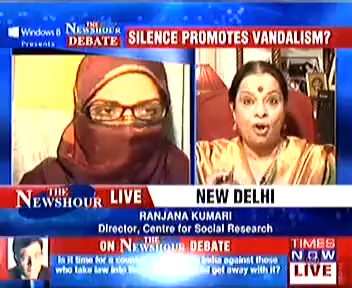 Windows 8
Presents
THE
NEWSHOUR
DEBATE
SILENCE PROMOTES VANDALISM?
THE
NEWSHOUR
LIVE
NEW DELHI
RANJANA KUMARI
Director, Centre for Social Research
ON NEWSHOUR DEBATE
Is it time for a India against those
who take law into get away with it?
TIMES
NOW
LIVE